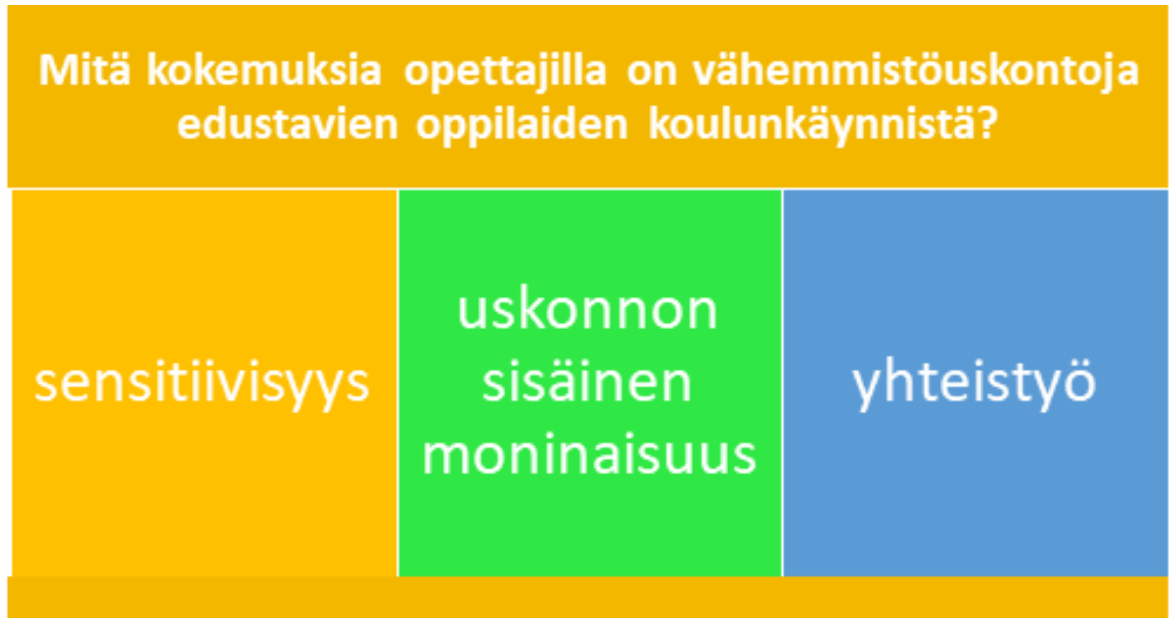 Mitä kokemuksia opettajilla on vähemmistöuskontoja
edustavien oppilaiden koulunkäynnistä?
sensitiivisyys
uskonnon
sisäinen
moninaisuus
yhteistyö